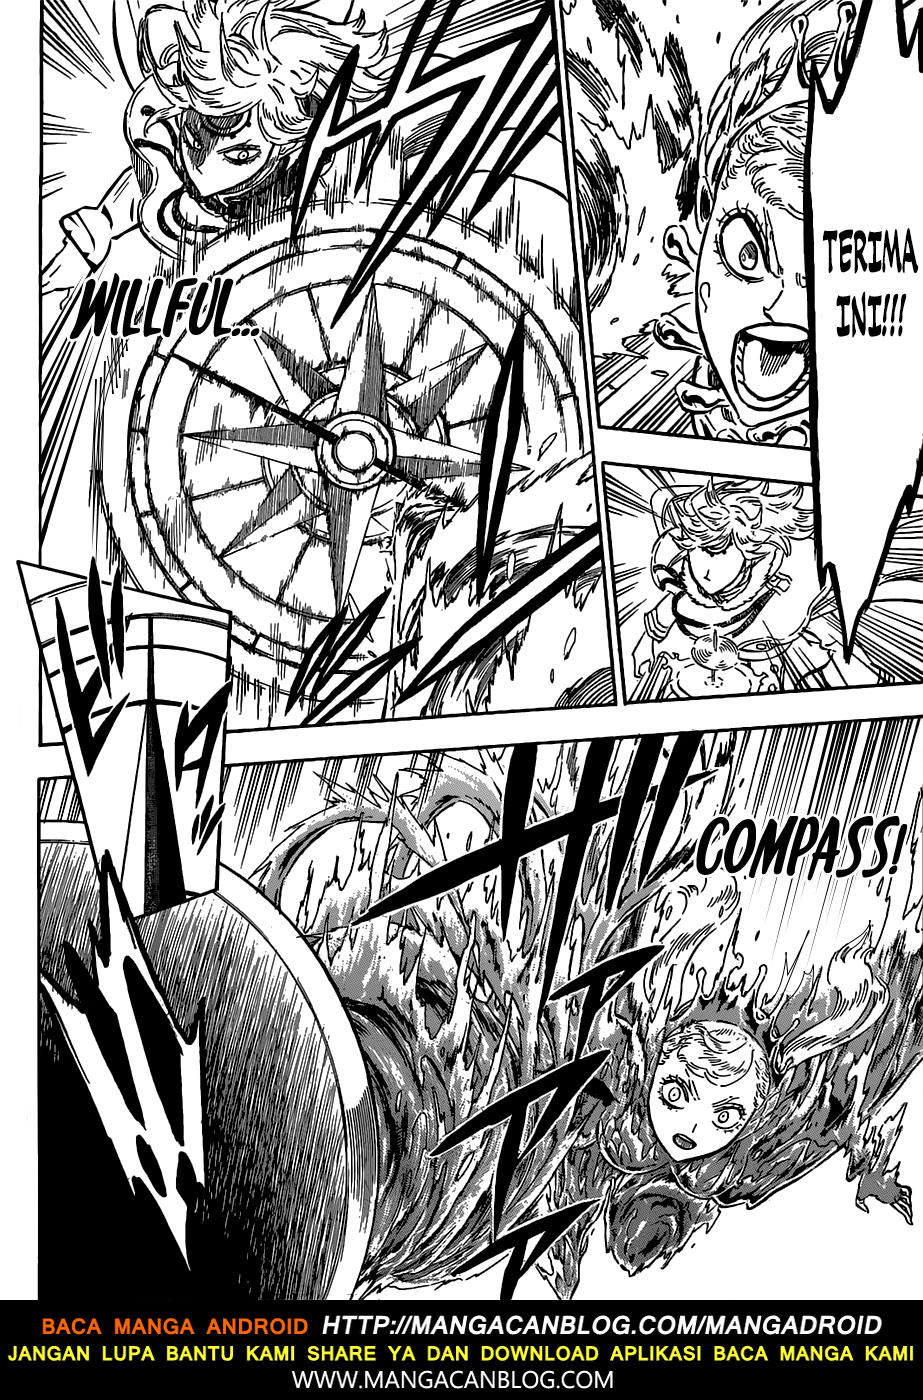 TERIMA
INI!!!
WILLFUL...
COMPASS!
BACA MANGA ANDROID HTTP://MANGACANBLOG.COM/MANGADROID
JANGAN LUPA BANTU KAMI SHARE YA DAN DOWNLOAD APLIKASI BACA MANGA KAMI
WWW.MANGACANBLOG.COM